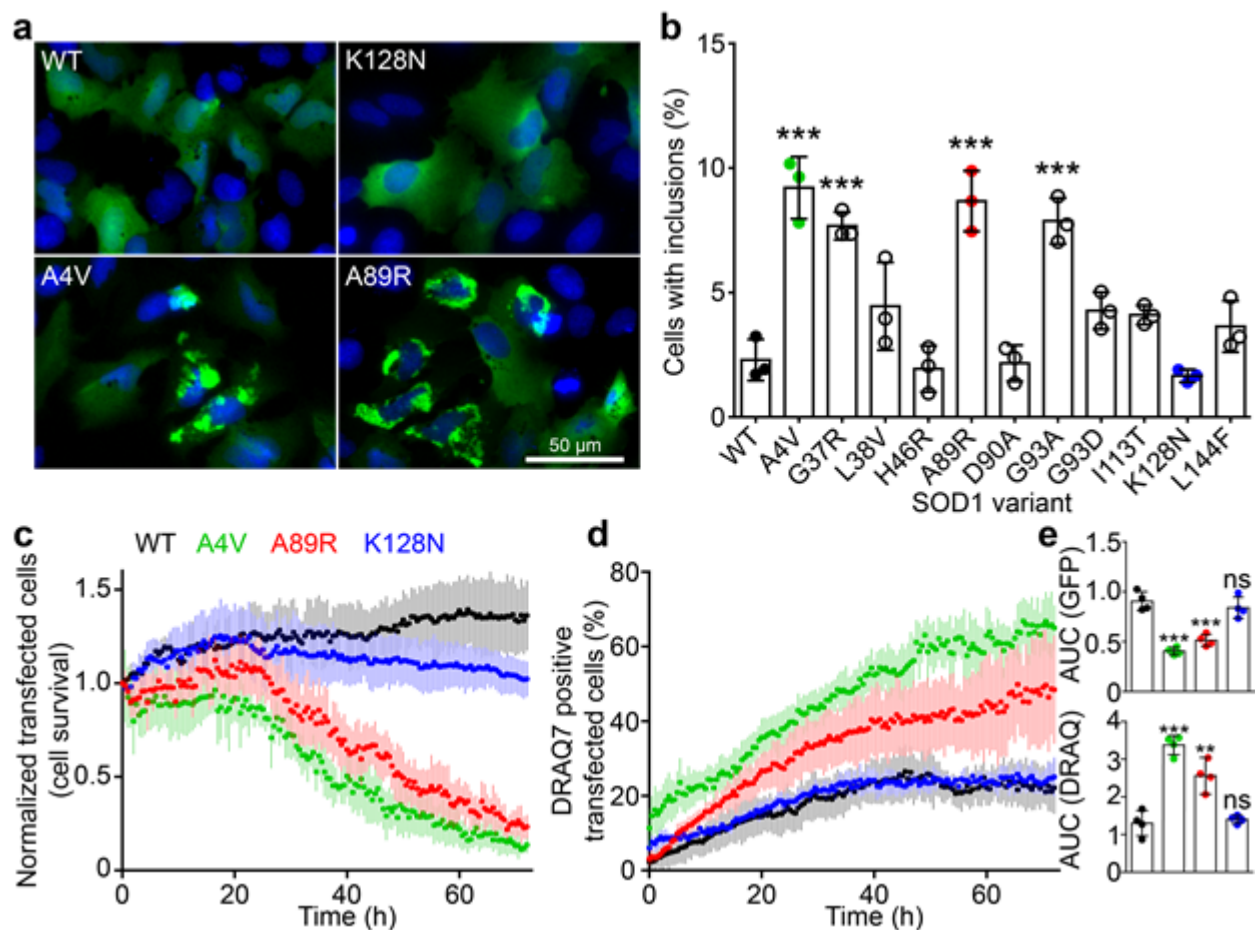 a
WT
K128N
A4V
A89R
50 µm
b
Cells with inclusions (%)
15
10
5
0
***
***
***
***
WT
A4V
G37R
L38V
H46R
A89R
D90A
G93A
G93D
I113T
K128N
L144F
SOD1 variant
c
WT A4V A89R K128N
Normalized transfected cells
(cell survival)
1.5
1.0
0.5
0
0 20 40 60
Time (h)
d
DRAQ7 positive
transfected cells (%)
80
60
40
20
0
0 20 40 60
Time (h)
e
AUC (GFP)
1.5
1.0
0.5
0
***
***
ns
AUC (DRAQ)
4
3
2
1
0
***
**
ns